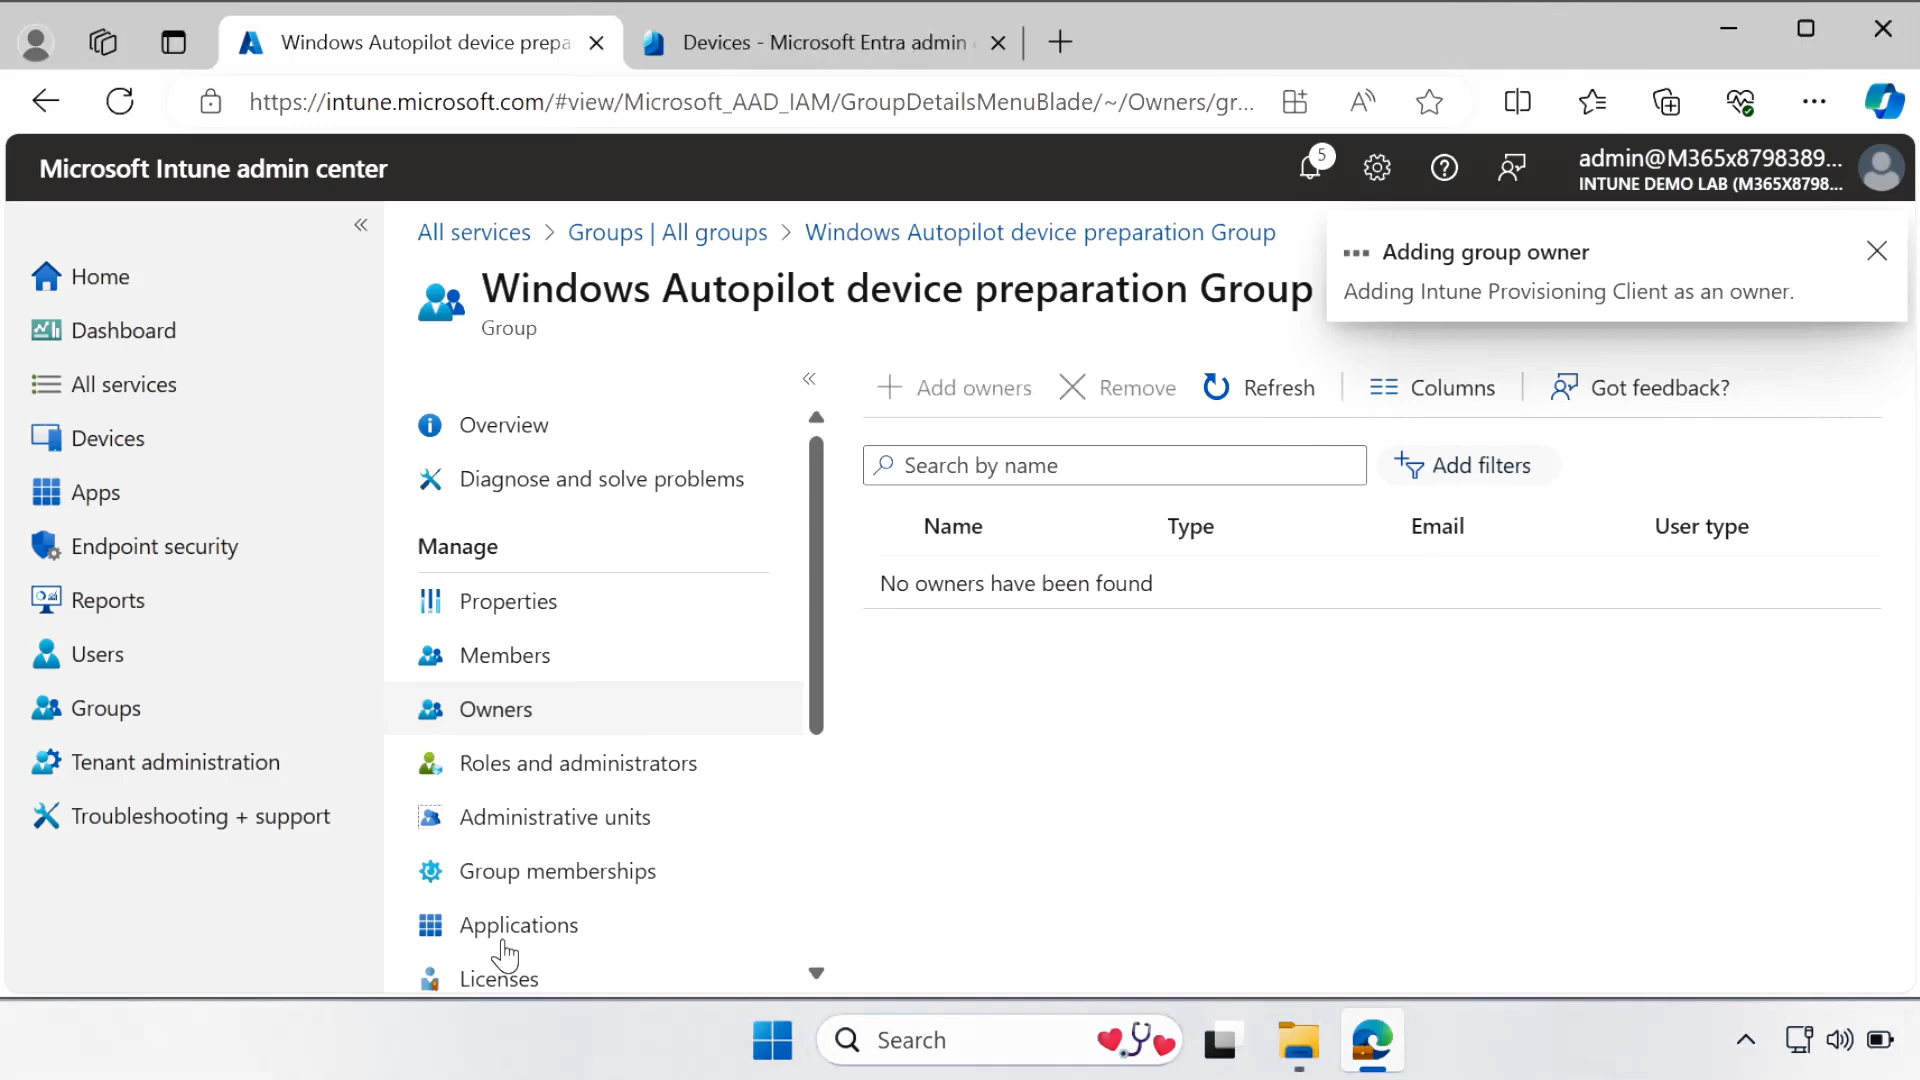 Windows Autopilot device prepa
Devices - Microsoft Entra admin
https://intune.microsoft.com/#view/Microsoft_AAD_IAM/GroupDetailsMenuBlade/~/Owners/gr...
Microsoft Intune admin center
5
admin@M365x8798389...
INTUNE DEMO LAB (M365X8798...
Home
Dashboard
All services
Devices
Apps
Endpoint security
Reports
Users
Groups
Tenant administration
Troubleshooting + support
All services > Groups | All groups > Windows Autopilot device preparation Group
Windows Autopilot device preparation Group
Group
Adding group owner
Adding Intune Provisioning Client as an owner.
Overview
Diagnose and solve problems
Manage
Properties
Members
Owners
Roles and administrators
Administrative units
Group memberships
Applications
Licenses
Add owners Remove Refresh Columns Got feedback?
Search by name Add filters
Name Type Email User type
No owners have been found
Search